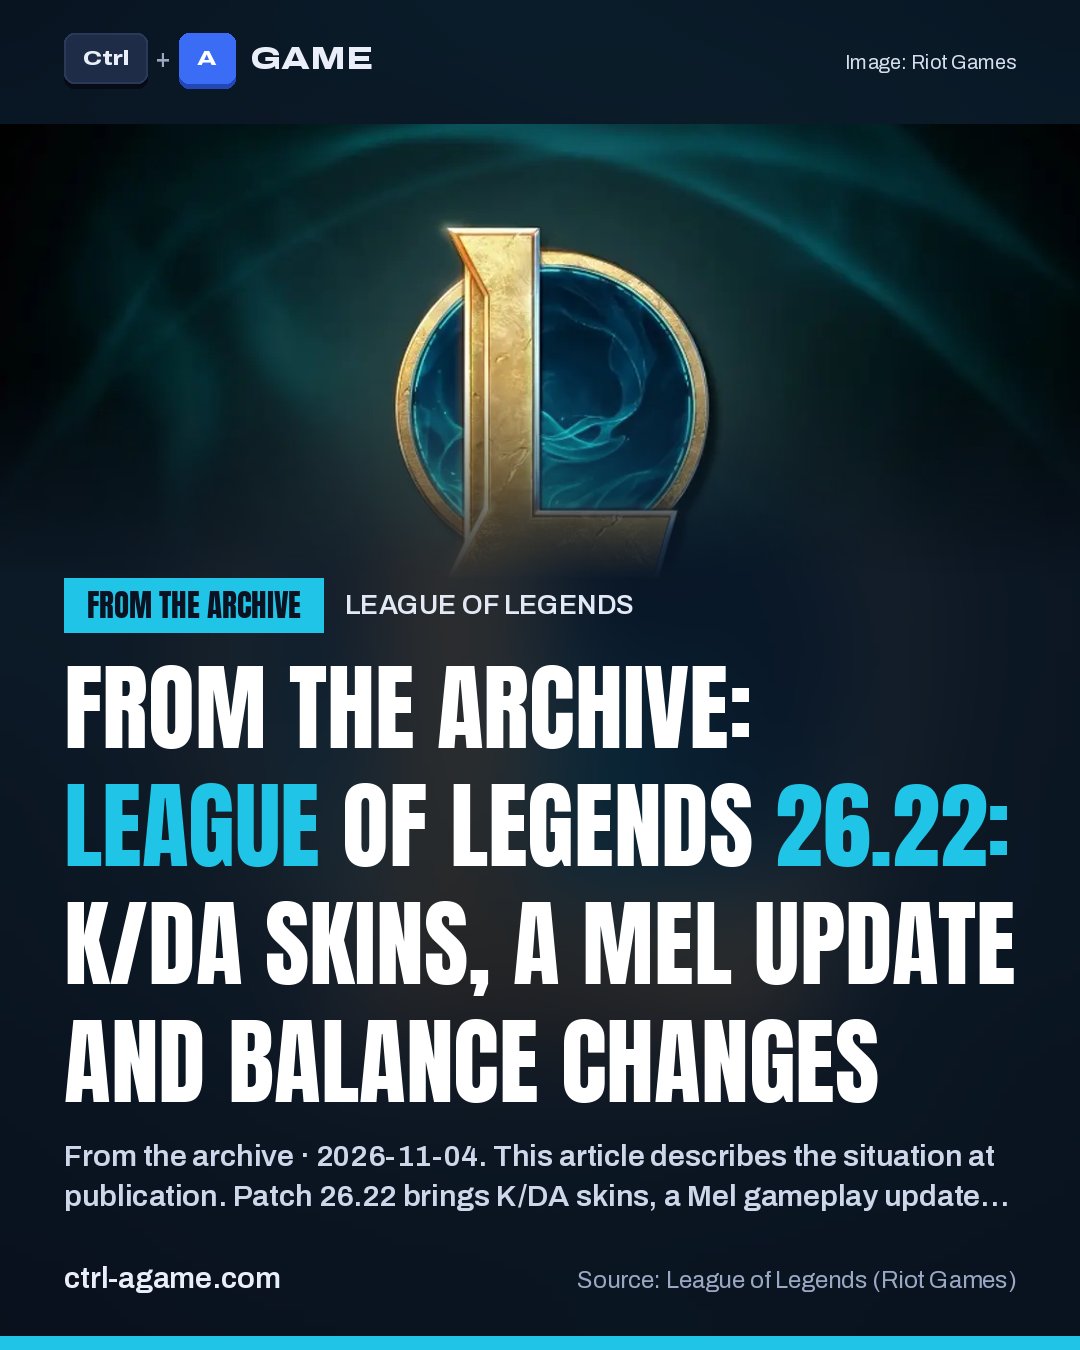 Ctrl + A GAME
Image: Riot Games
FROM THE ARCHIVE
LEAGUE OF LEGENDS
FROM THE ARCHIVE:
LEAGUE OF LEGENDS 26.22:
K/DA SKINS, A MEL UPDATE
AND BALANCE CHANGES
From the archive · 2026-11-04. This article describes the situation at
publication. Patch 26.22 brings K/DA skins, a Mel gameplay update...
ctrl-agame.com
Source: League of Legends (Riot Games)